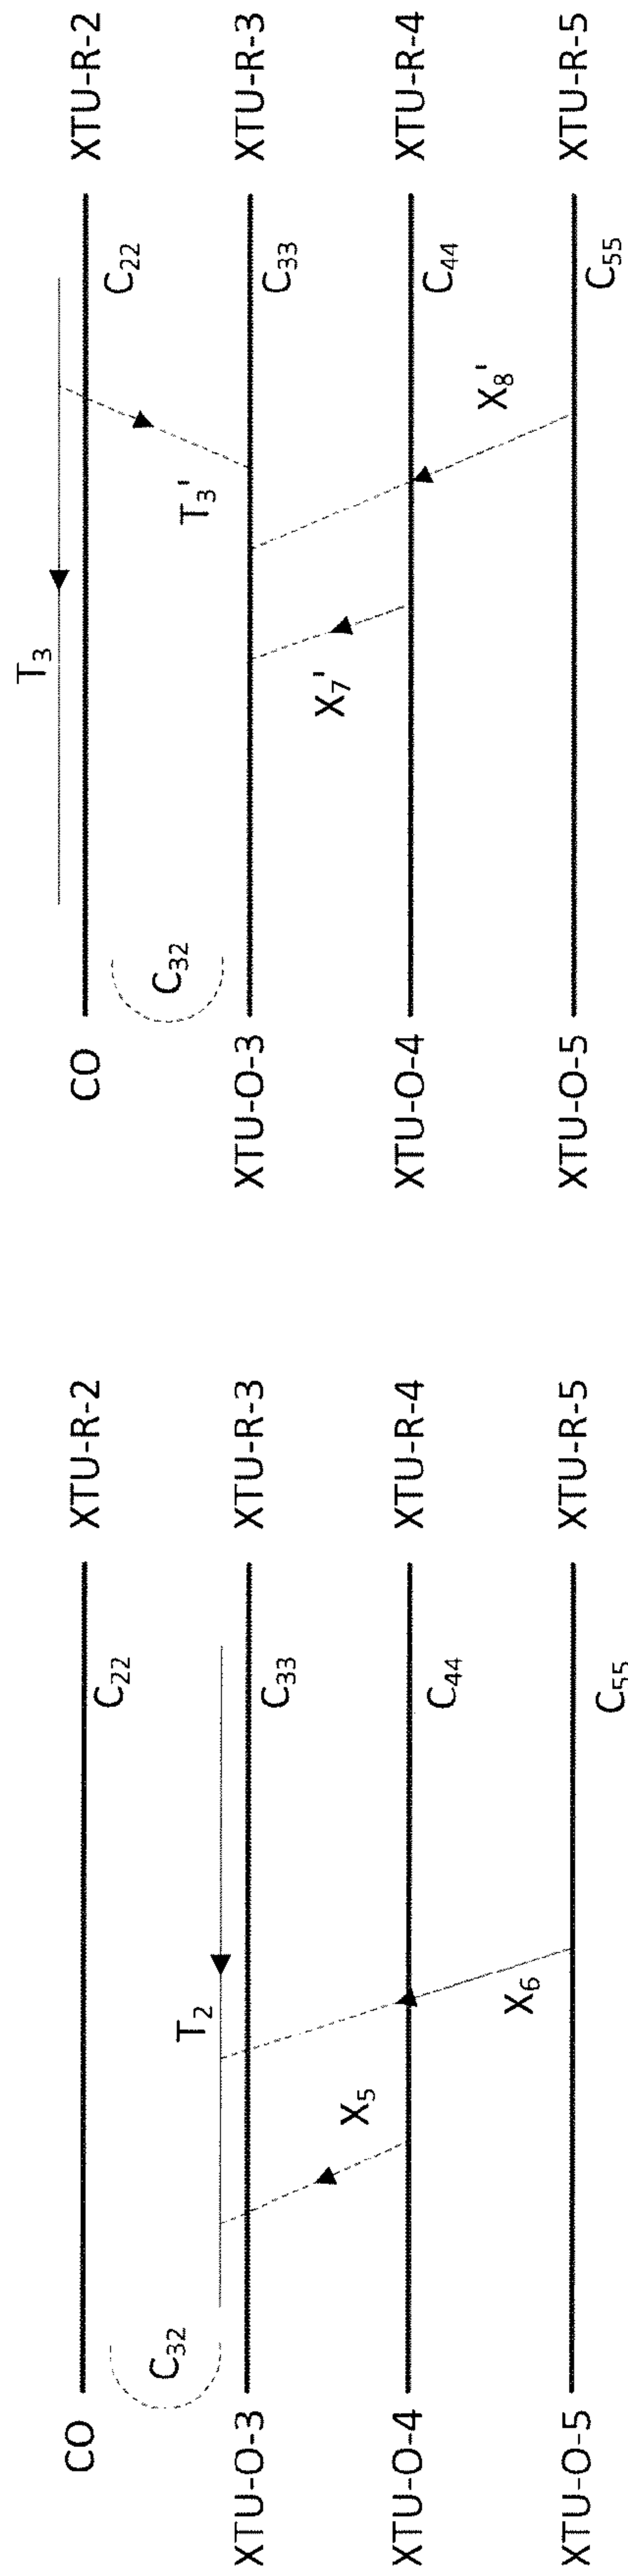 CO
C₃₂
XTU-R-2
C₂₂
T₂
XTU-O-3
C₃₃
XTU-R-3
X₅
XTU-O-4
C₄₄
XTU-R-4
X₆
XTU-O-5
C₅₅
XTU-R-5
T₃
CO
C₃₂
C₂₂
XTU-R-2
T₃'
XTU-O-3
C₃₃
XTU-R-3
X₇'
XTU-O-4
C₄₄
XTU-R-4
X₈'
XTU-O-5
C₅₅
XTU-R-5